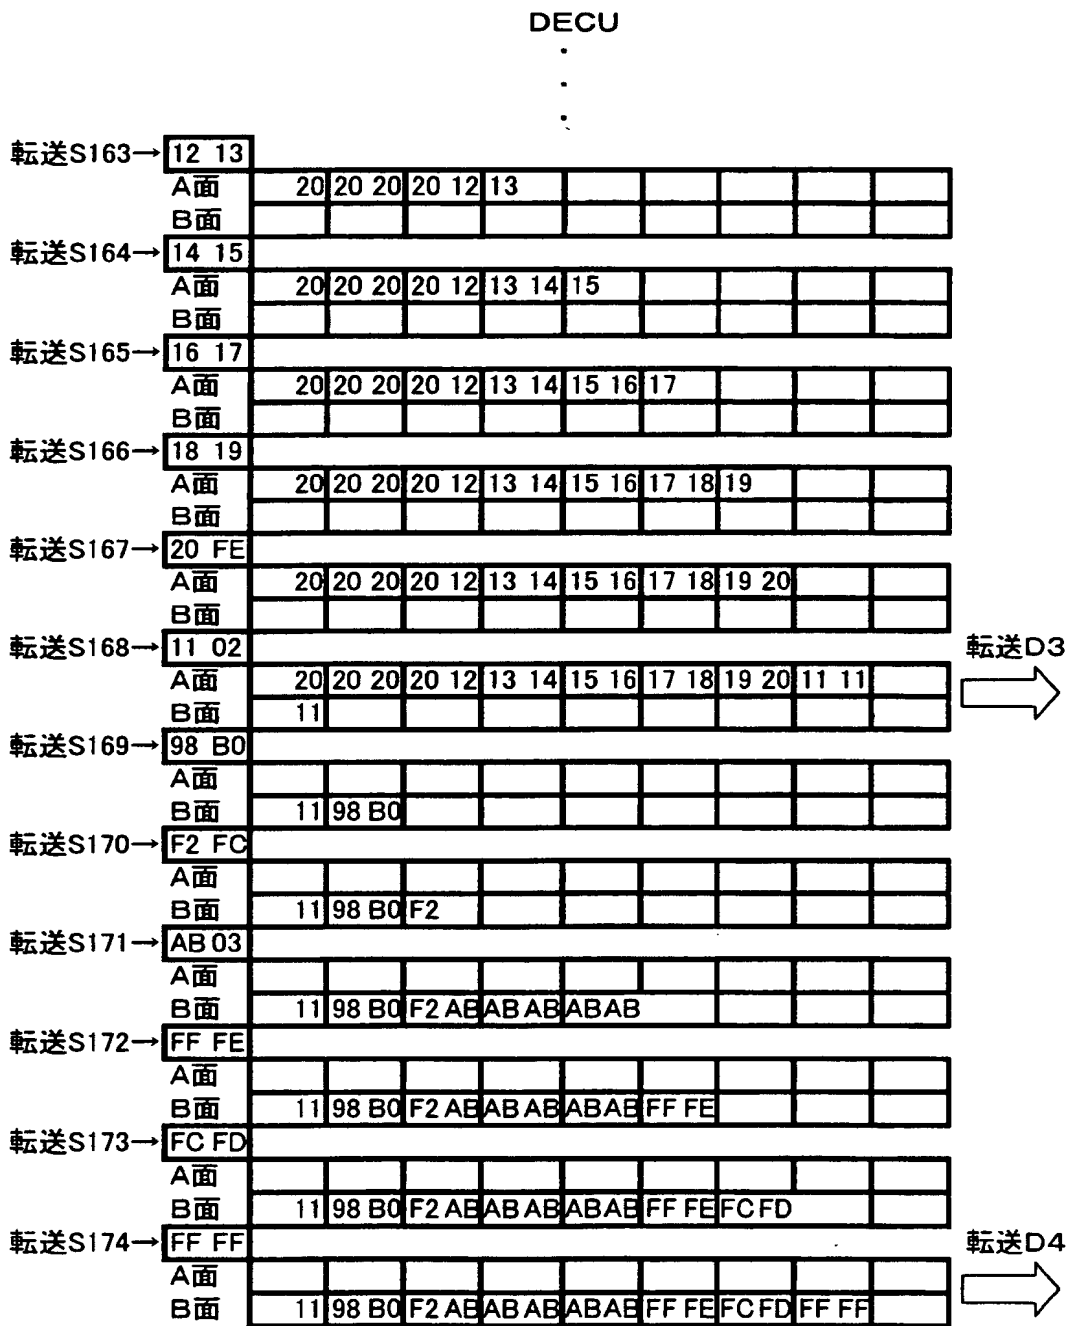 DECU
転送S163→ 12 13
A面 20 20 20 20 12 13
B面
転送S164→ 14 15
A面 20 20 20 20 12 13 14 15
B面
転送S165→ 16 17
A面 20 20 20 20 12 13 14 15 16 17
B面
転送S166→ 18 19
A面 20 20 20 20 12 13 14 15 16 17 18 19
B面
転送S167→ 20 FE
A面 20 20 20 20 12 13 14 15 16 17 18 19 20
B面
転送S168→ 11 02 転送D3
A面 20 20 20 20 12 13 14 15 16 17 18 19 20 11 11
B面 11
転送S169→ 98 B0
A面
B面 11 98 B0
転送S170→ F2 FC
A面
B面 11 98 B0 F2
転送S171→ AB 03
A面
B面 11 98 B0 F2 AB AB AB AB AB
転送S172→ FF FE
A面
B面 11 98 B0 F2 AB AB AB AB AB FF FE
転送S173→ FC FD
A面
B面 11 98 B0 F2 AB AB AB AB AB FF FE FC FD
転送S174→ FF FF 転送D4
A面
B面 11 98 B0 F2 AB AB AB AB AB FF FE FC FD FF FF